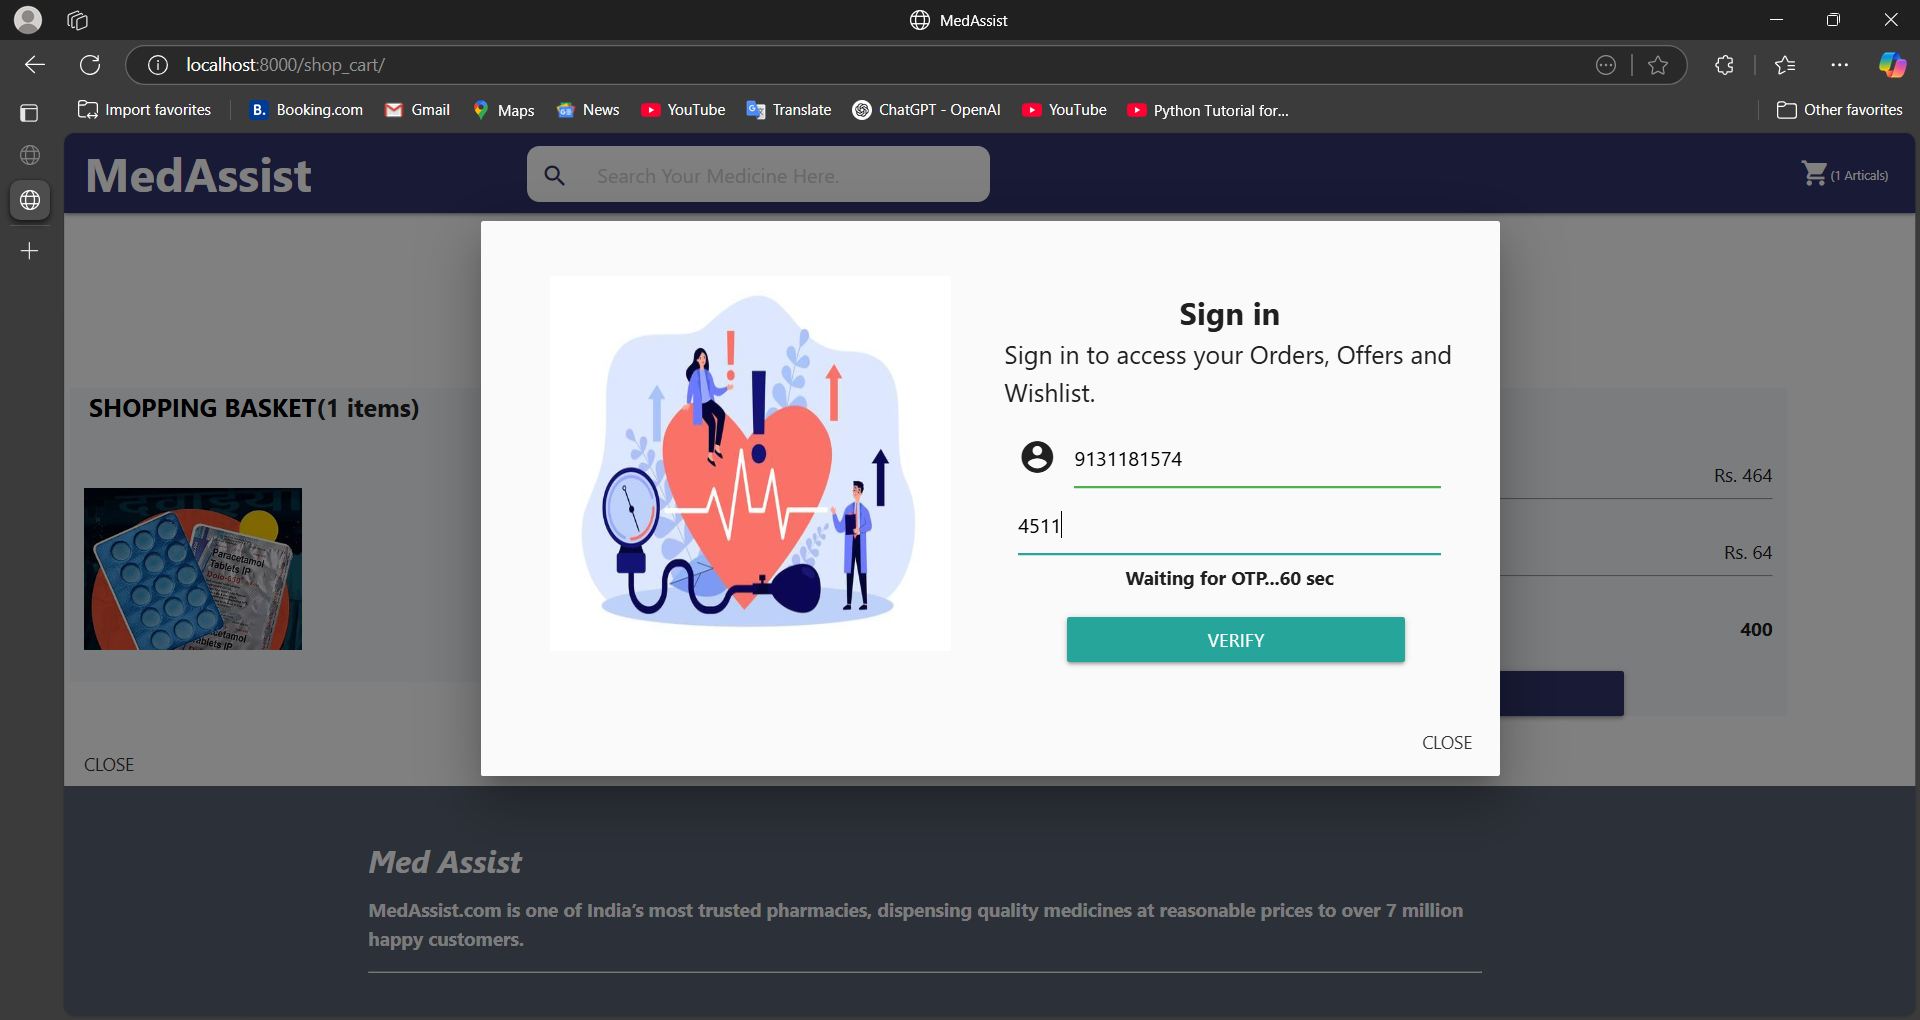 MedAssist
localhost:8000/shop_cart/
Import favorites
B. Booking.com
Gmail
Maps
News
YouTube
Translate
ChatGPT - OpenAI
YouTube
Python Tutorial for...
Other favorites
MedAssist
Search Your Medicine Here.
(1 Articals)
SHOPPING BASKET(1 items)
दवाइयां
Paracetamol
Tablets IP
Dolo-650
CLOSE
Sign in
Sign in to access your Orders, Offers and
Wishlist.
9131181574
4511
Waiting for OTP...60 sec
VERIFY
CLOSE
Rs. 464
Rs. 64
400
Med Assist
MedAssist.com is one of India's most trusted pharmacies, dispensing quality medicines at reasonable prices to over 7 million
happy customers.